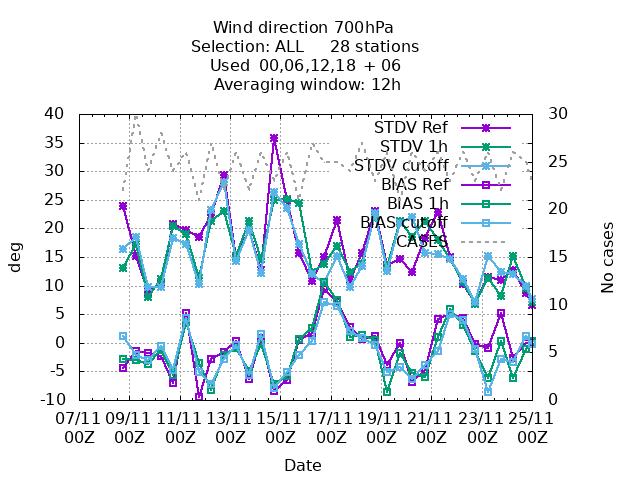 Wind direction 700hPa
Selection: ALL 28 stations
Used 00,06,12,18 + 06
Averaging window: 12h
40
35
30
25
20
15
10
5
0
-5
-10
deg
30
25
20
15
10
5
0
No cases
STDV Ref
STDV 1h
STDV cutoff
BIAS Ref
BIAS 1h
BIAS cutoff
CASES
07/11 09/11 11/11 13/11 15/11 17/11 19/11 21/11 23/11 25/11
00Z 00Z 00Z 00Z 00Z 00Z 00Z 00Z 00Z 00Z
Date